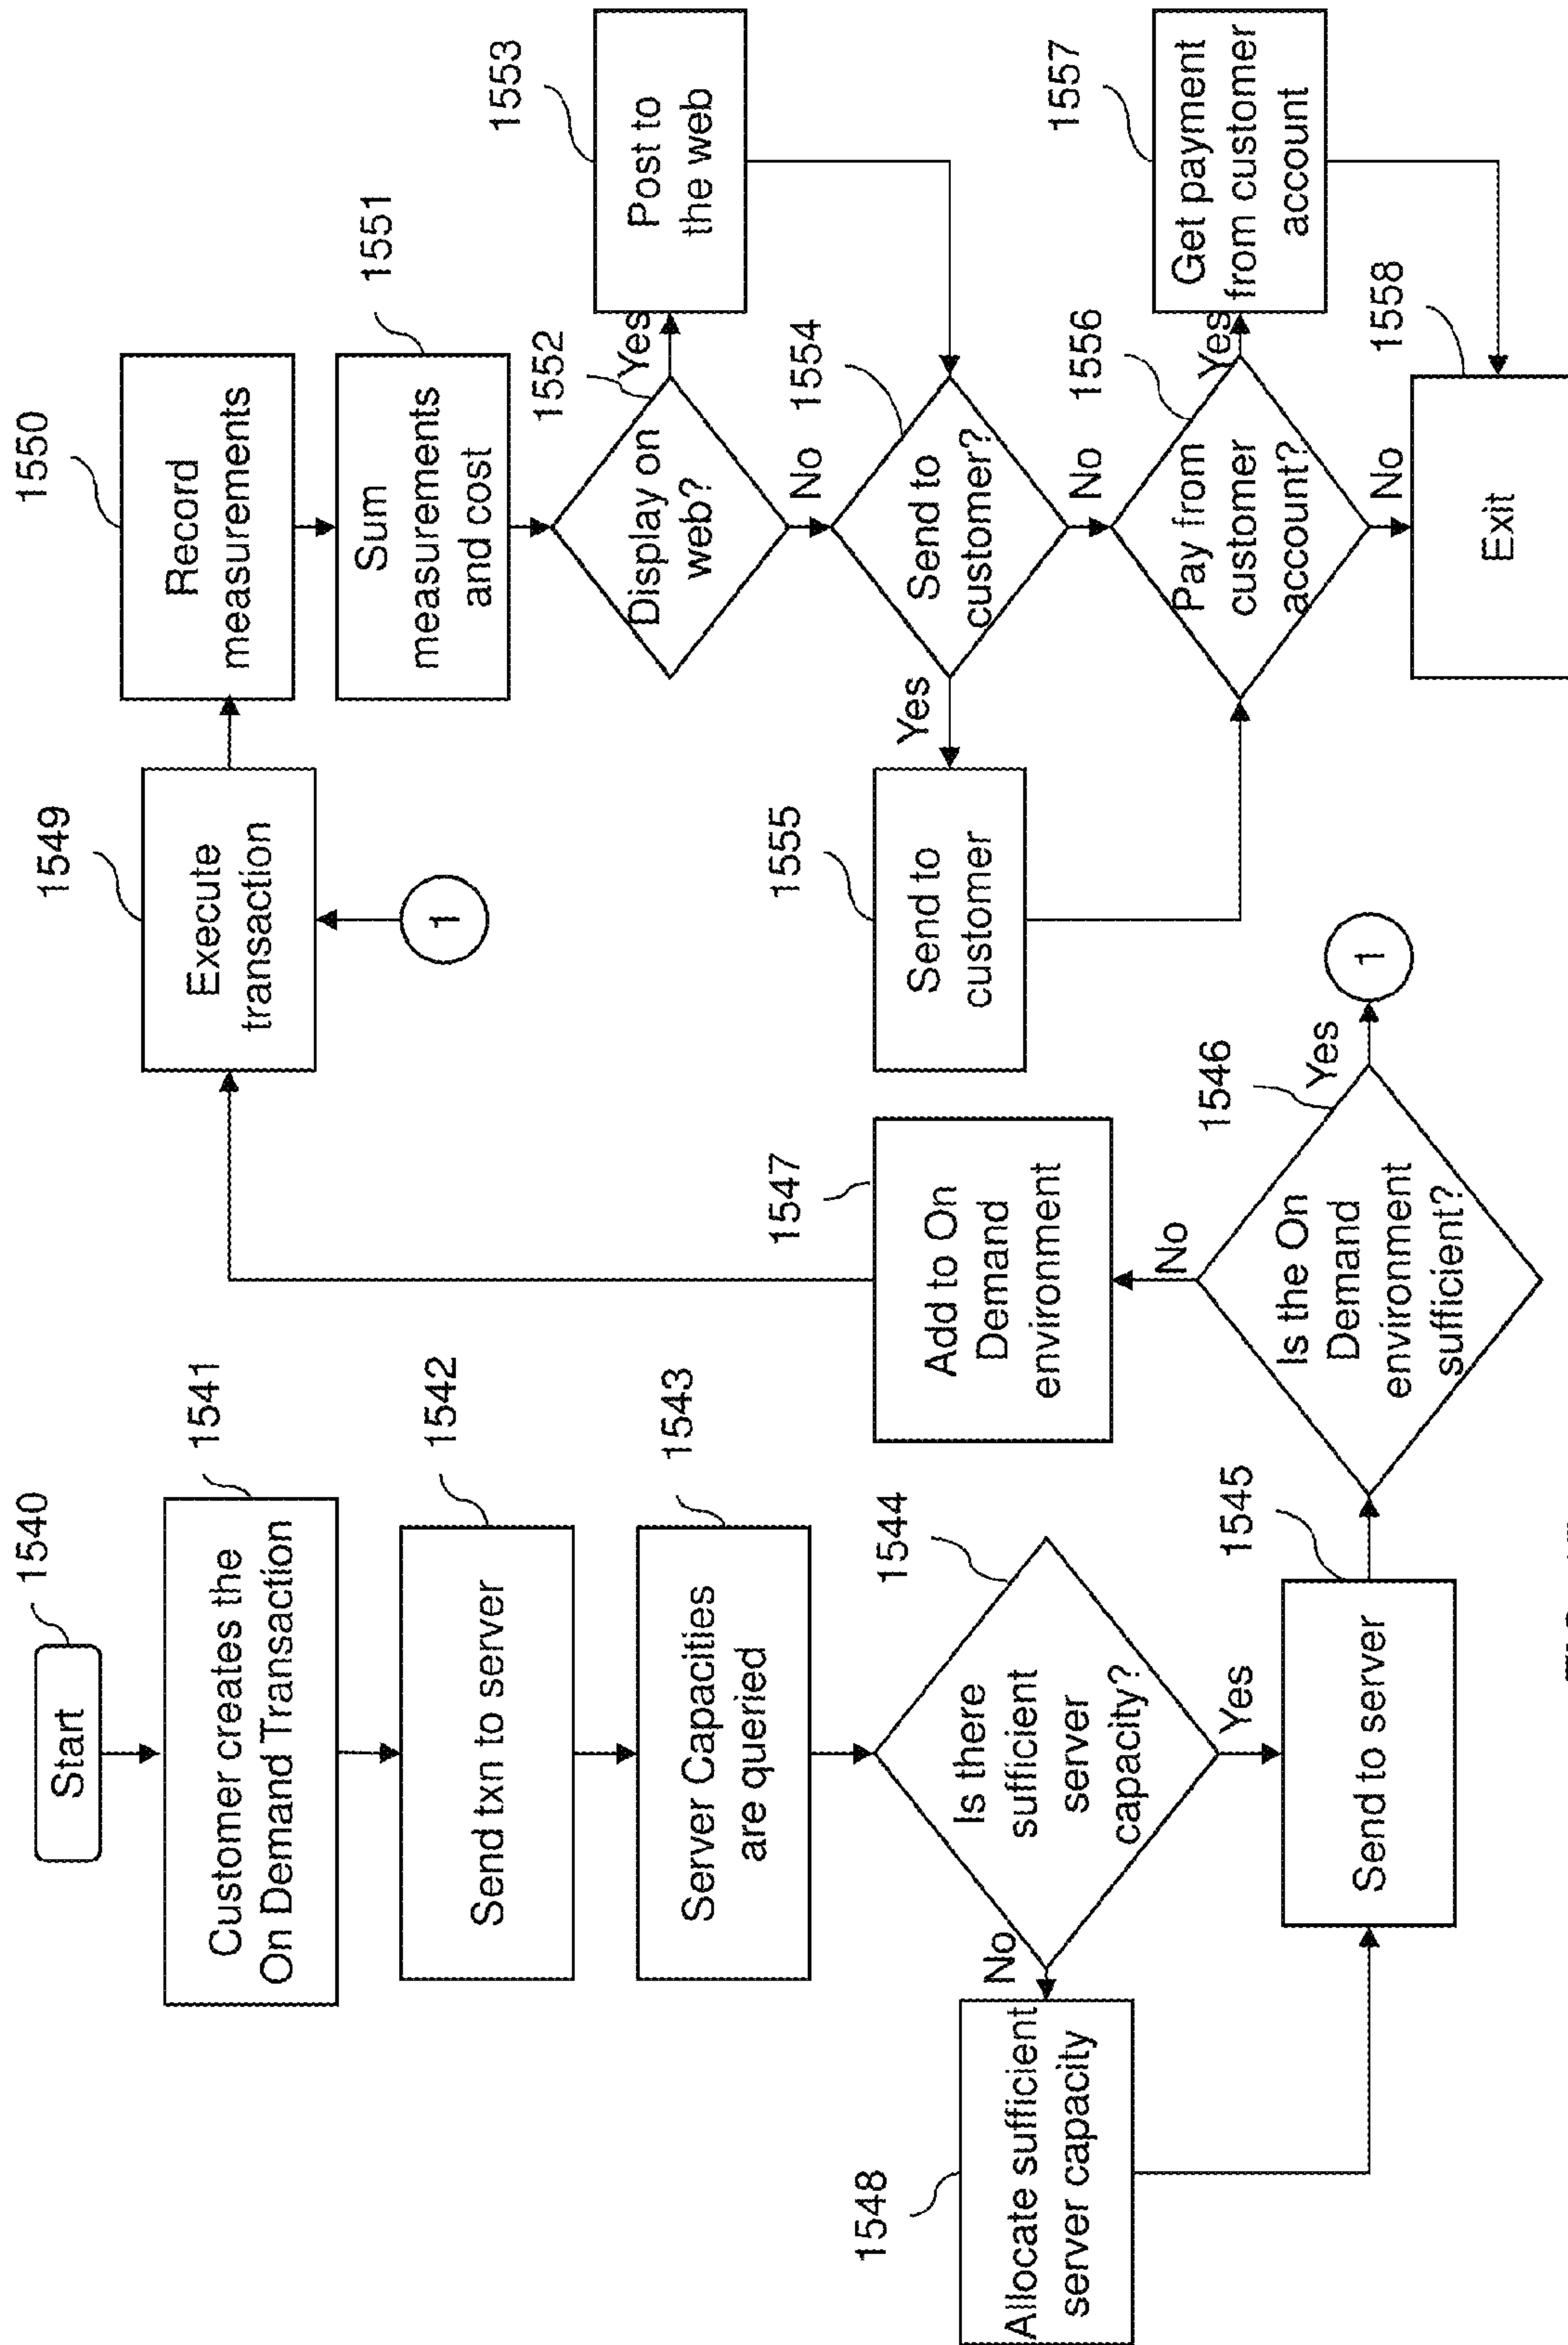 1540
Start
1541
Customer creates the
On Demand Transaction
1542
Send txn to server
1543
Server Capacities
are queried
1544
Is there
sufficient
server
capacity?
No
Yes
1548
Allocate sufficient
server capacity
1545
Send to server
1546
Is the On
Demand
environment
sufficient?
Yes
1
No
1547
Add to On
Demand
environment
1549
Execute
transaction
1
1550
Record
measurements
1551
Sum
measurements
and cost
1552
Display on
web?
Yes
No
1553
Post to
the web
1554
Send to
customer?
Yes
No
1555
Send to
customer
1556
Pay from
customer
account?
Yes
No
1557
Get payment
from customer
account
1558
Exit